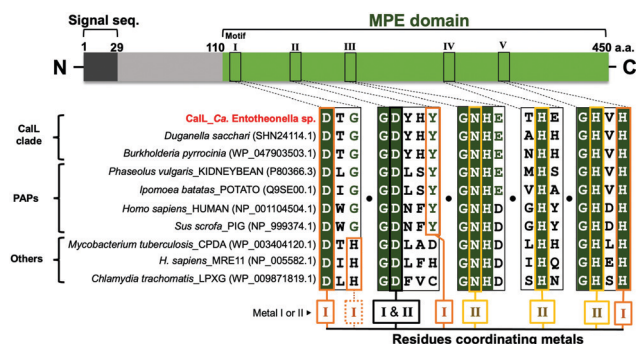 Signal seq.
MPE domain
1 29 110 Motif I II III IV V 450 a.a.
N C
CalL clade
CalL_Ca. Entotheonella sp. D T G G D Y H Y G N H E T H E G H V H
Duganella sacchari (SHN24114.1) D T G G D Y H Y G N H E A H H G H V H
Burkholderia pyrrocinia (WP_047903503.1) D T G G D Y H Y G N H E N H H G H V H
PAPs
Phaseolus vulgaris_KIDNEYBEAN (P80366.3) D L G G D L S Y G N H E M H S G H V H
Ipomoea batatas_POTATO (Q9SE00.1) D I G G D L S Y G N H E V H A G H V H
Homo sapiens_HUMAN (NP_001104504.1) D W G G D N F Y G N H D G H H G H D H
Sus scrofa_PIG (NP_999374.1) D W G G D N F Y G N H D G H H G H D H
Others
Mycobacterium tuberculosis_CPDA (WP_003404120.1) D T H G D L A D G N H D S H H G H L H
H. sapiens_MRE11 (NP_005582.1) D I H G D L F H G N H D I H Q G H E H
Chlamydia trachomatis_LPXG (WP_009871819.1) D L H G D F V C G N H D S H N G H S H
Metal I or II ► I I I & II I II II II I
Residues coordinating metals